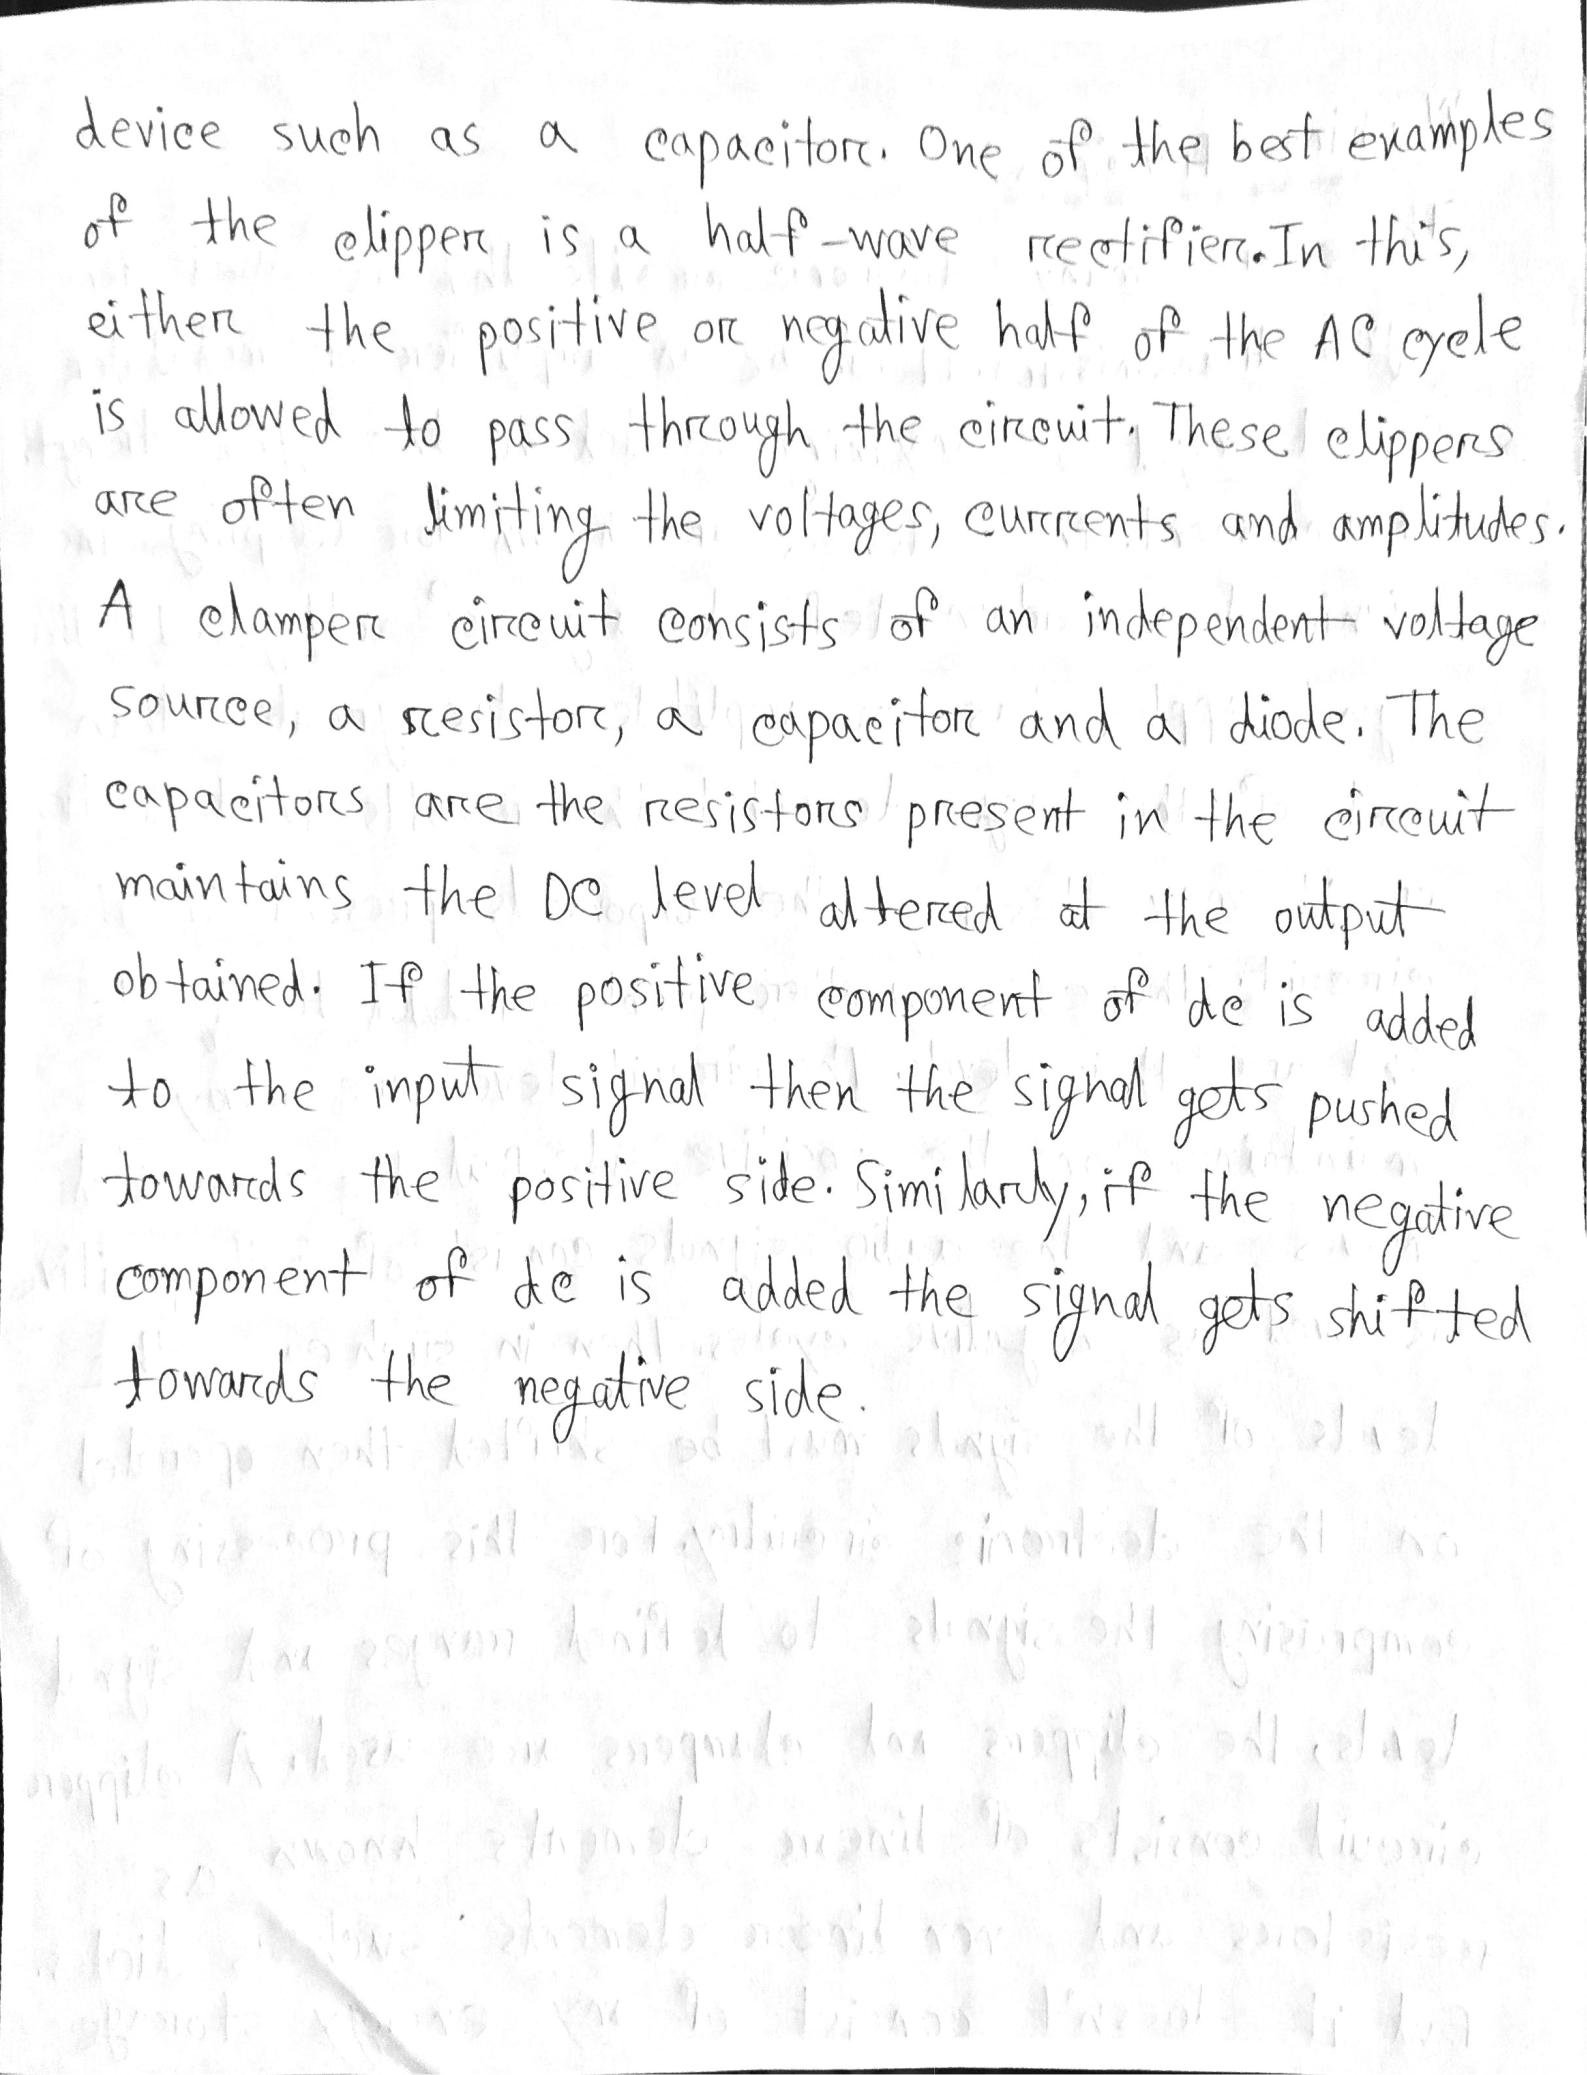 device such as a capacitor. One of the best examples
of the clipper is a half-wave rectifier. In this,
either the positive or negative half of the AC cycle
is allowed to pass through the circuit. These clippers
are often limiting the voltages, currents and amplitudes.
A clamper circuit consists of an independent voltage
source, a resistor, a capacitor and a diode. The
capacitors are the resistors present in the circuit
maintains the DC level altered at the output
obtained. If the positive component of dc is added
to the input signal then the signal gets pushed
towards the positive side. Similarly, if the negative
component of dc is added the signal gets shifted
towards the negative side.